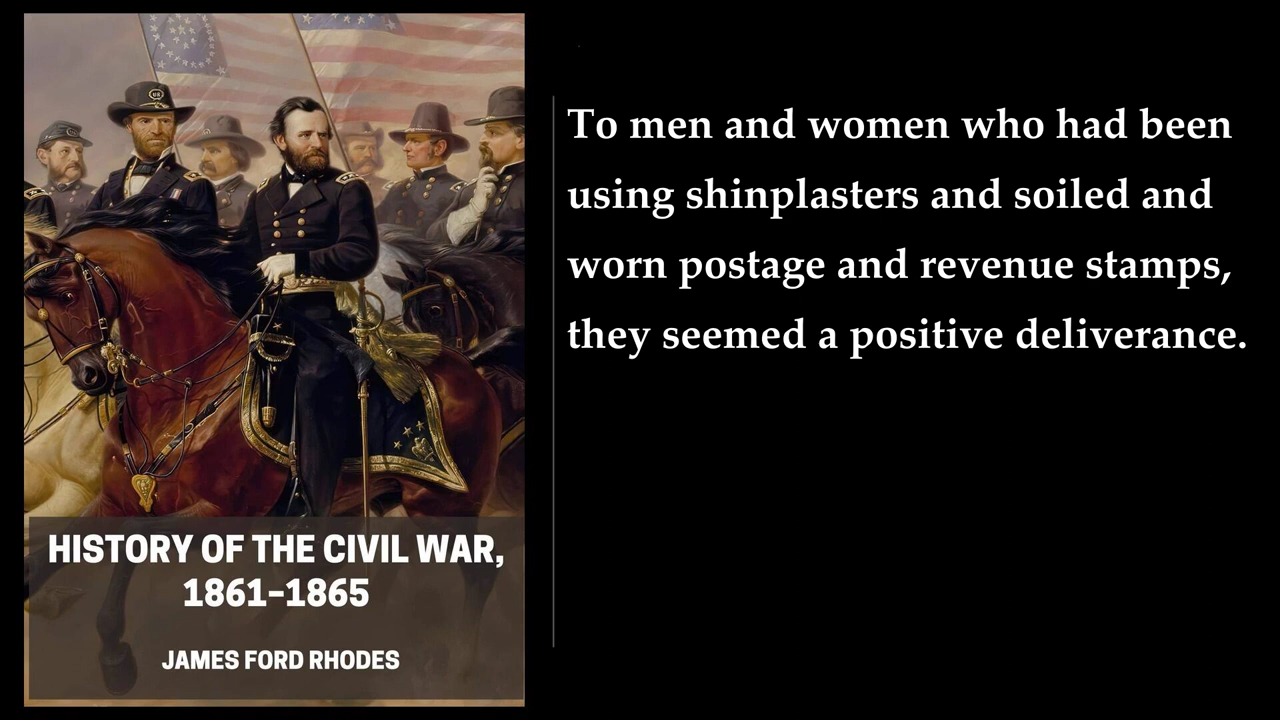 HISTORY OF THE CIVIL WAR,
1861–1865
JAMES FORD RHODES
To men and women who had been
using shinplasters and soiled and
worn postage and revenue stamps,
they seemed a positive deliverance.